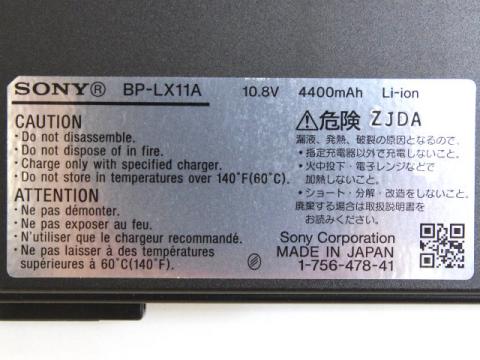 SONY® BP-LX11A 10.8V 4400mAh Li-ion
CAUTION
・Do not disassemble.
・Do not dispose of in fire.
・Charge only with specified charger.
・Do not store in temperatures over 140°F(60°C).
ATTENTION
・Ne pas démonter.
・Ne pas exposer au feu.
・N'utiliser que le chargeur recommandé.
・Ne pas laisser à des températures
supérieures à 60°C(140°F).
⚠危険 ZJDA
漏液、発熱、破裂の原因となるので、
・指定充電器以外で充電しないこと。
・火中投下・電子レンジなどで
加熱しないこと。
・ショート・分解・改造をしないこと。
廃棄する場合は取扱説明書を
お読みください。
Sony Corporation
MADE IN JAPAN
1-756-478-41